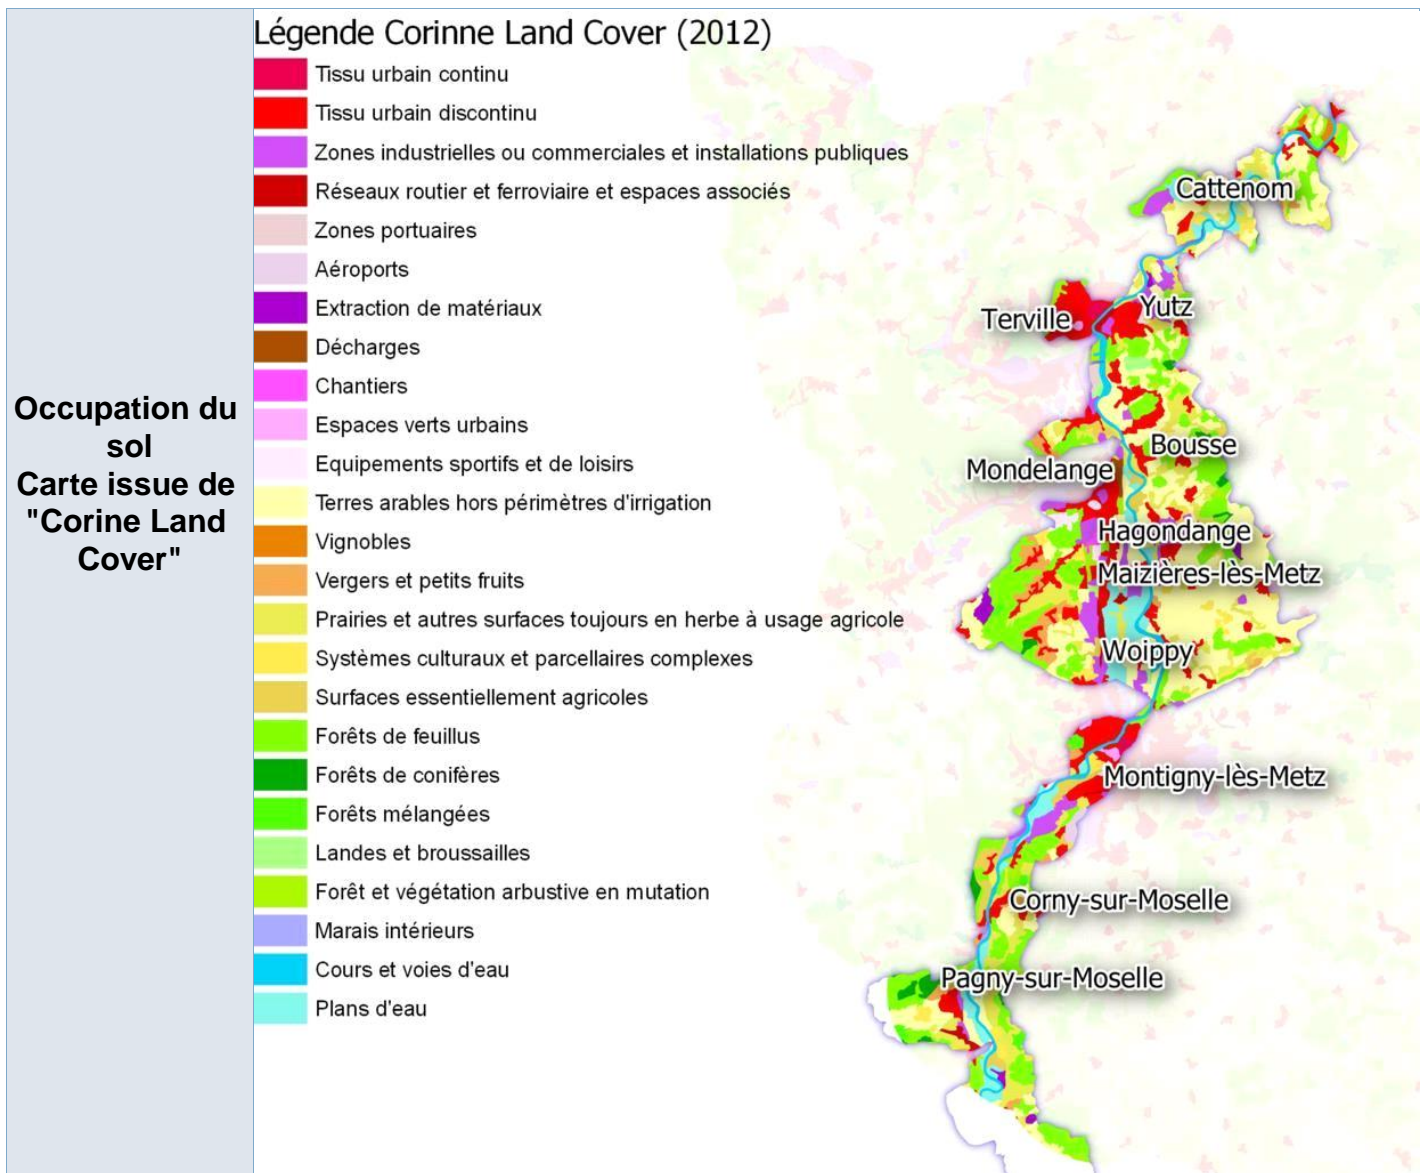 Occupation du
sol
Carte issue de
"Corine Land
Cover"
Légende Corinne Land Cover (2012)
Tissu urbain continu
Tissu urbain discontinu
Zones industrielles ou commerciales et installations publiques
Réseaux routier et ferroviaire et espaces associés
Zones portuaires
Aéroports
Extraction de matériaux
Décharges
Chantiers
Espaces verts urbains
Equipements sportifs et de loisirs
Terres arables hors périmètres d'irrigation
Vignobles
Vergers et petits fruits
Prairies et autres surfaces toujours en herbe à usage agricole
Systèmes culturaux et parcellaires complexes
Surfaces essentiellement agricoles
Forêts de feuillus
Forêts de conifères
Forêts mélangées
Landes et broussailles
Forêt et végétation arbustive en mutation
Marais intérieurs
Cours et voies d'eau
Plans d'eau
Cattenom
Yutz
Terville
Bousse
Mondelange
Hagondange
Maizières-lès-Metz
Woippy
Montigny-lès-Metz
Corny-sur-Moselle
Pagny-sur-Moselle